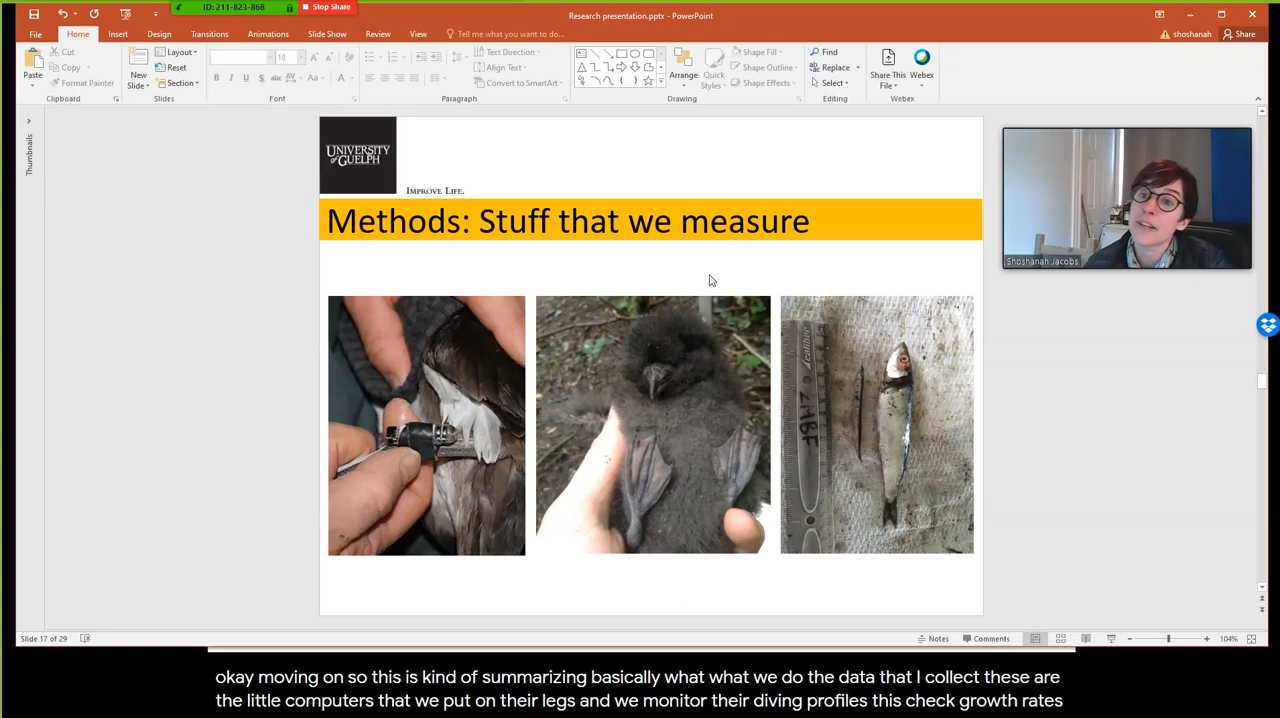 ID: 211-823-868
Stop Share
Research presentation.pptx - PowerPoint
File Home Insert Design Transitions Animations Slide Show Review View Tell me what you want to do...
shoshanah Share
Paste
Cut
Copy
Format Painter
Clipboard
New Slide
Layout
Reset
Section
Slides
18
B I U S abc AV Aa A
Font
Text Direction
Align Text
Convert to SmartArt
Paragraph
Arrange
Quick Styles
Shape Fill
Shape Outline
Shape Effects
Drawing
Find
Replace
Select
Editing
Share This File
Webex
Webex
Thumbnails
UNIVERSITY
of GUELPH
IMPROVE LIFE.
Methods: Stuff that we measure
Shoshanah Jacobs
ZMBF
Slide 17 of 29
Notes
Comments
104%
okay moving on so this is kind of summarizing basically what what we do the data that I collect these are
the little computers that we put on their legs and we monitor their diving profiles this check growth rates